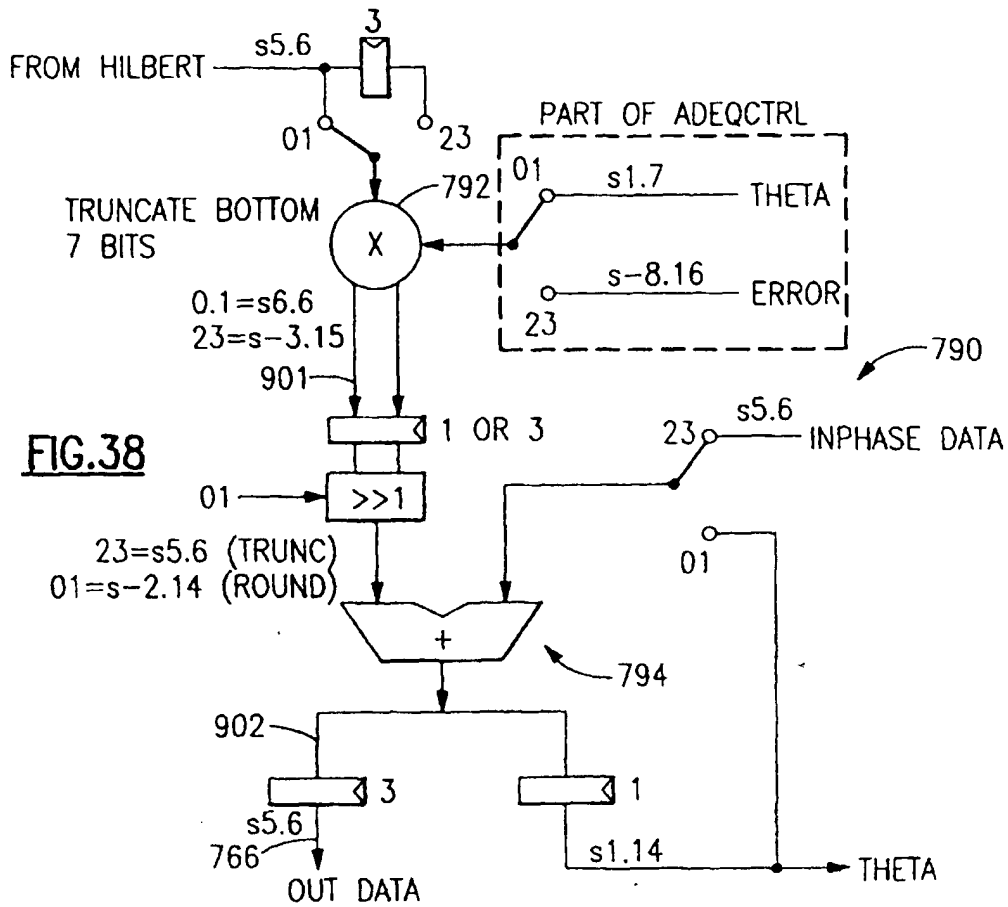 3
s5.6
FROM HILBERT
01
23
PART OF ADEQCTRL
01
s1.7
THETA
s-8.16
ERROR
23
792
TRUNCATE BOTTOM
7 BITS
X
0.1=s6.6
23=s-3.15
901
790
1 OR 3
FIG.38
01
>>1
23
s5.6
INPHASE DATA
01
23=s5.6 (TRUNC)
01=s-2.14 (ROUND)
+
794
902
3
1
s5.6
766
OUT DATA
s1.14
THETA